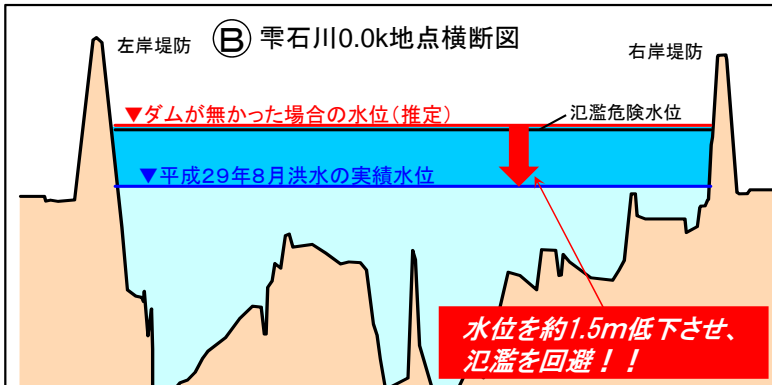 左岸堤防
Ⓑ 雫石川0.0k地点横断図
右岸堤防
▼ダムが無かった場合の水位(推定)
氾濫危険水位
▼平成29年8月洪水の実績水位
水位を約1.5m低下させ、
氾濫を回避！！